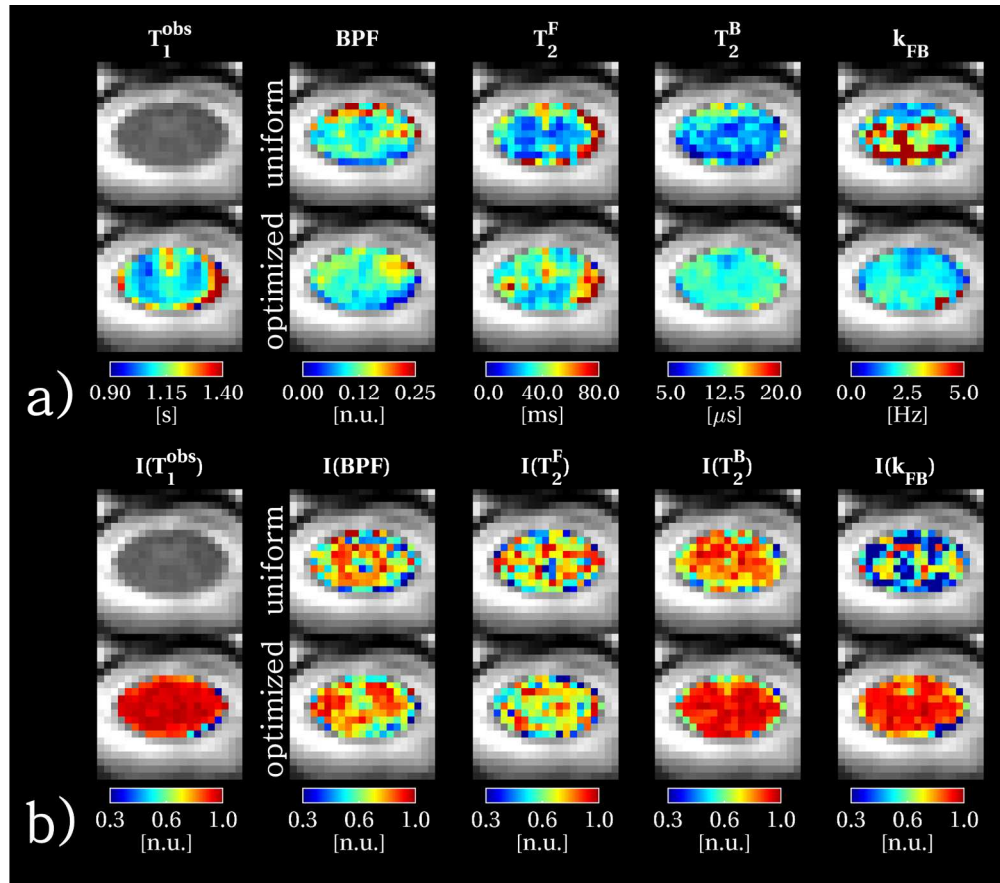 T₁ᵒᵇˢ BPF T₂ᶠ T₂ᴮ k_FB
uniform
optimized
a)
0.90 1.15 1.40 0.00 0.12 0.25 0.0 40.0 80.0 5.0 12.5 20.0 0.0 2.5 5.0
[s] [n.u.] [ms] [μs] [Hz]
I(T₁ᵒᵇˢ) I(BPF) I(T₂ᶠ) I(T₂ᴮ) I(k_FB)
uniform
optimized
b)
0.3 0.6 1.0 0.3 0.6 1.0 0.3 0.6 1.0 0.3 0.6 1.0 0.3 0.6 1.0
[n.u.] [n.u.] [n.u.] [n.u.] [n.u.]